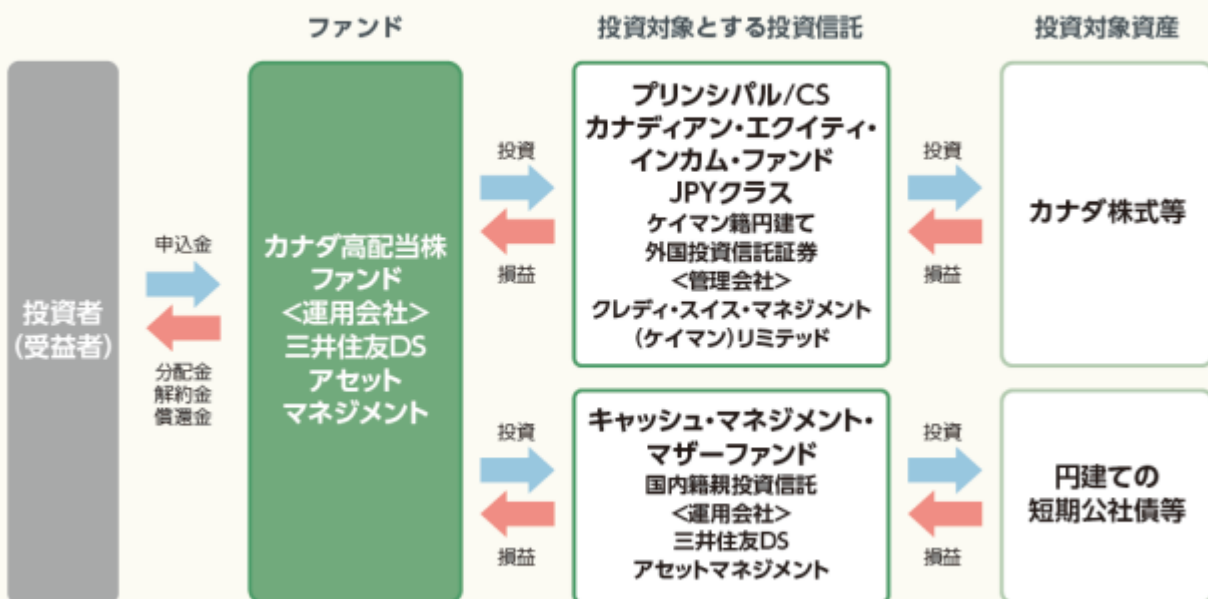 ファンド
投資対象とする投資信託
投資対象資産
投資者
(受益者)
申込金
分配金
解約金
償還金
カナダ高配当株
ファンド
<運用会社>
三井住友DS
アセット
マネジメント
投資
損益
プリンシパル/CS
カナディアン・エクイティ・
インカム・ファンド
JPYクラス
ケイマン籍円建て
外国投資信託証券
<管理会社>
クレディ・スイス・マネジメント
(ケイマン)リミテッド
投資
損益
カナダ株式等
投資
損益
キャッシュ・マネジメント・
マザーファンド
国内籍親投資信託
<運用会社>
三井住友DS
アセットマネジメント
投資
損益
円建ての
短期公社債等